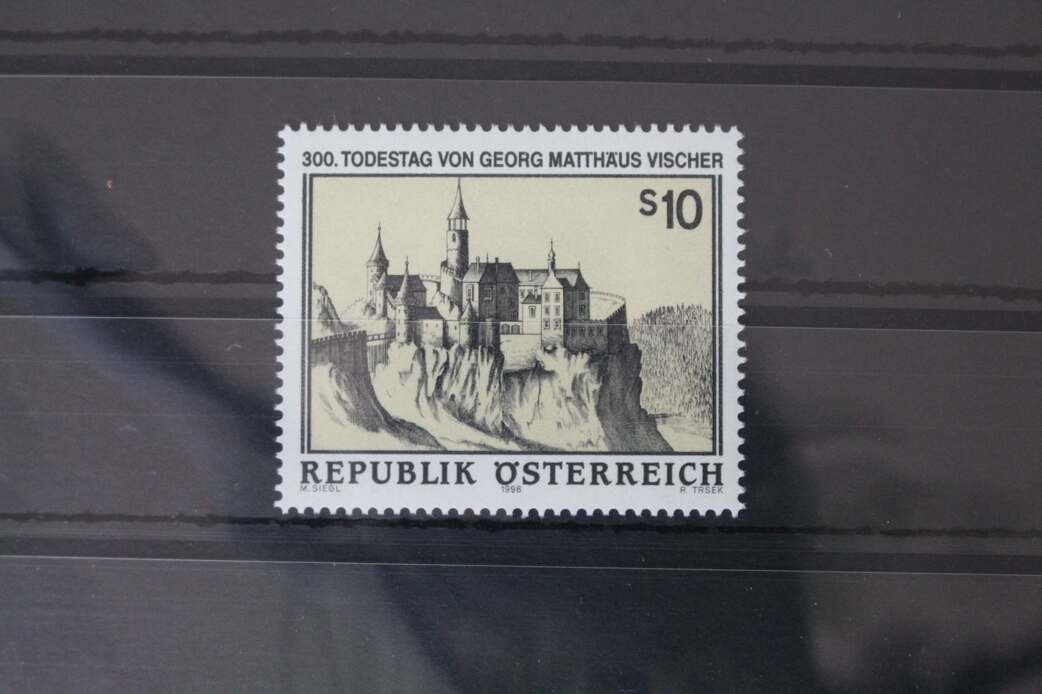 300. TODESTAG VON GEORG MATTHÄUS VISCHER
S10
REPUBLIK ÖSTERREICH
M. SIEGL 1996 R. TRSEK